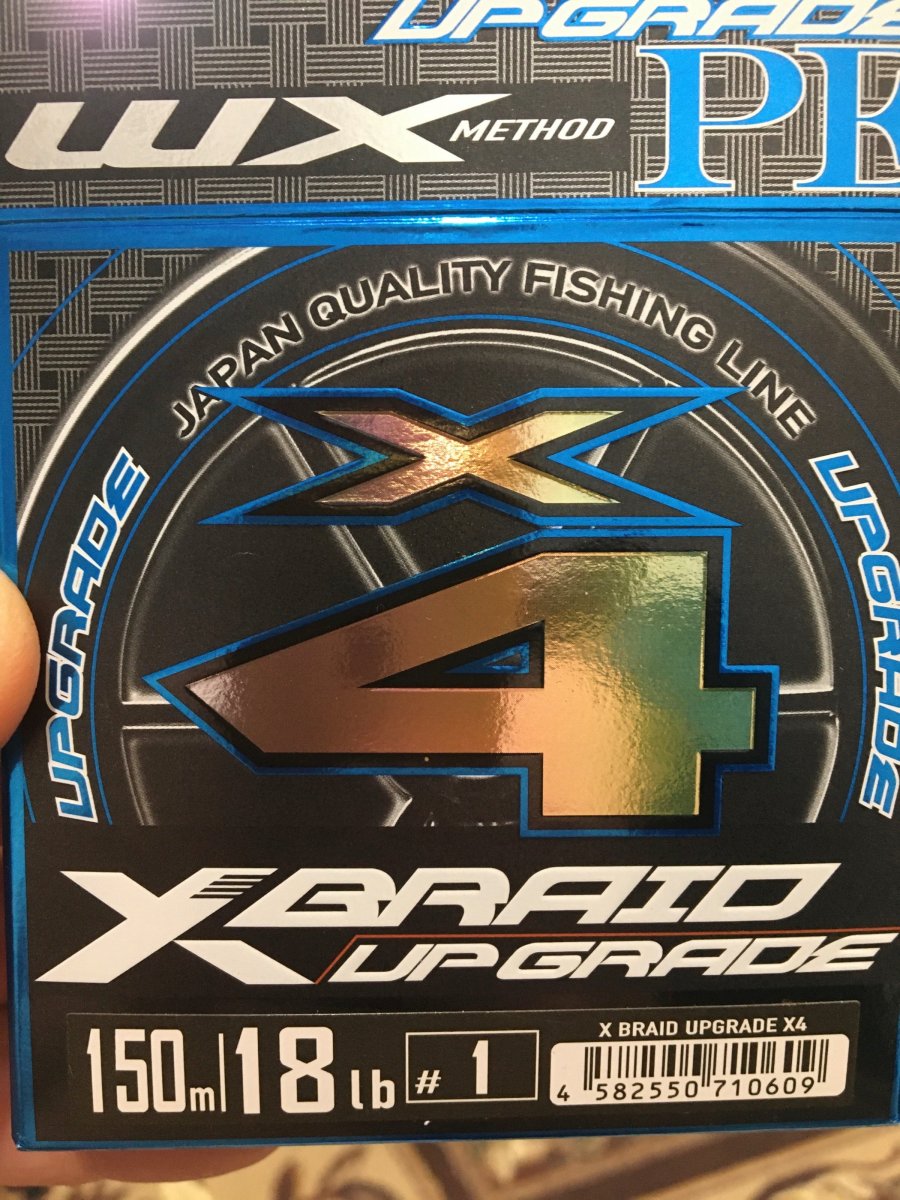 UPGRADE
PE
WX METHOD
JAPAN QUALITY FISHING LINE
UPGRADE
UPGRADE
X
4
XBRAID
UPGRADE
X BRAID UPGRADE X4
150m 18 lb # 1
4 582550 710609